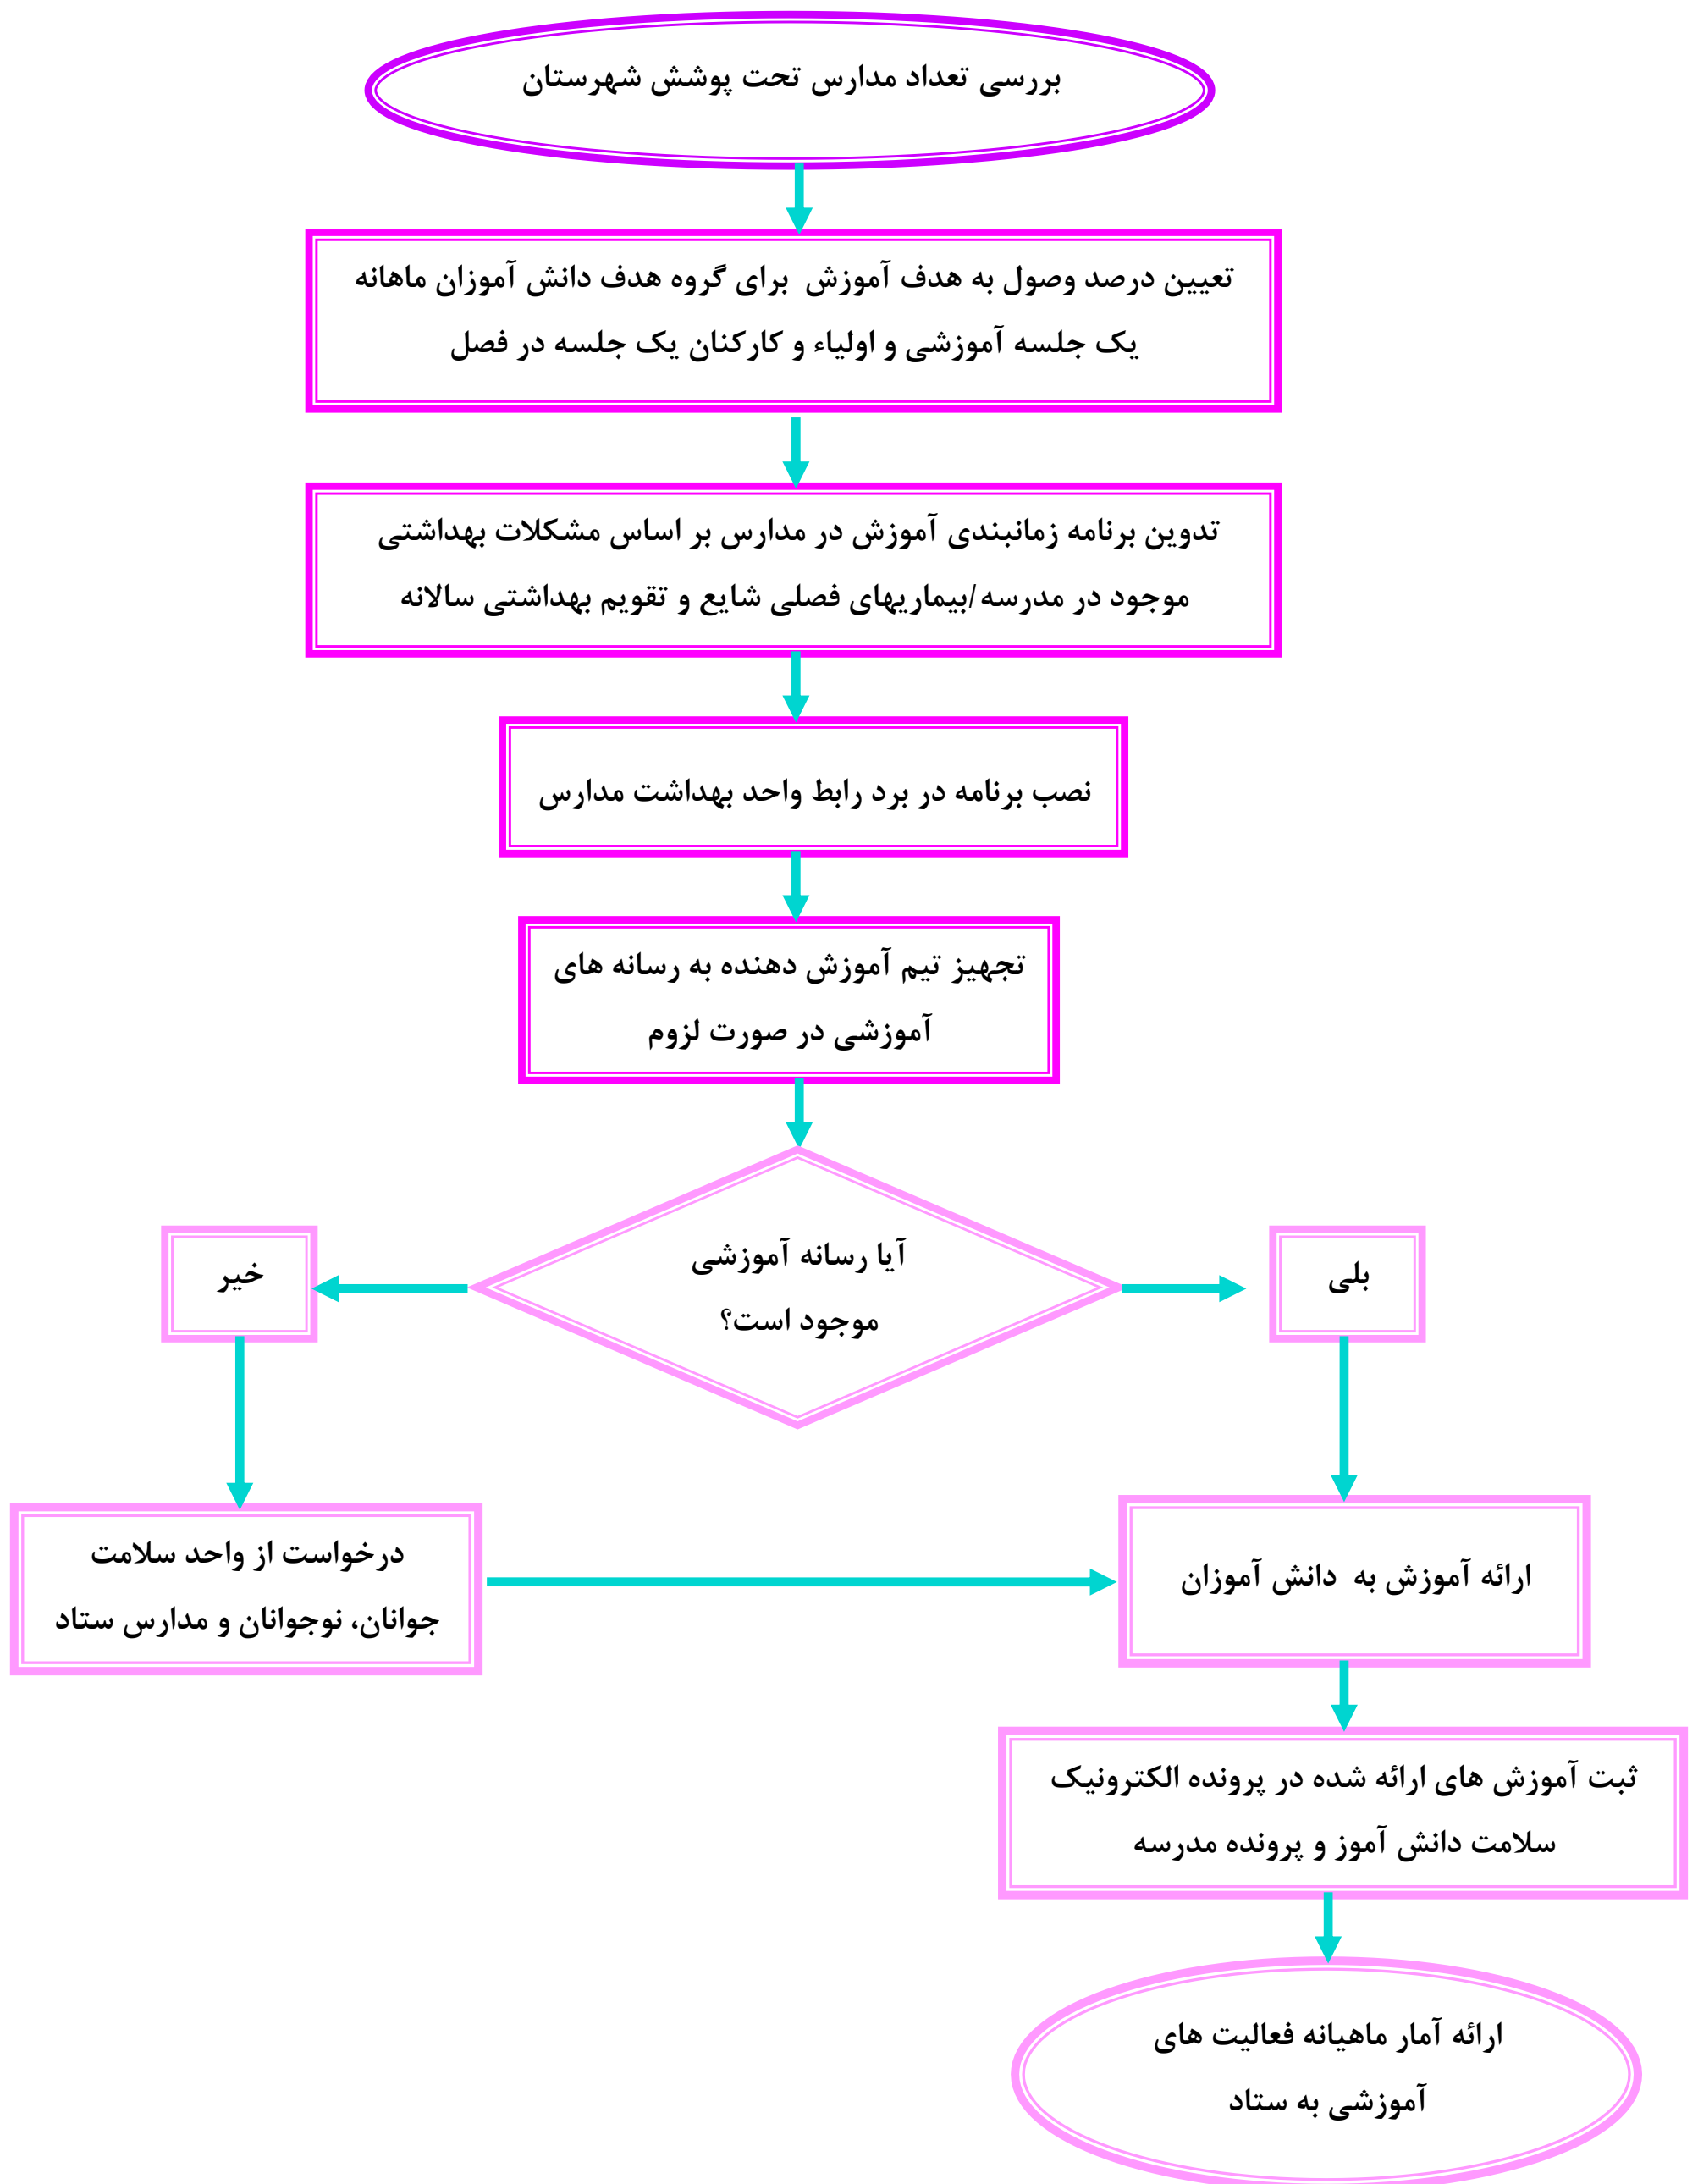 بررسی تعداد مدارس تحت پوشش شهرستان
تعیین درصد وصول به هدف آموزش برای گروه هدف دانش آموزان ماهانه
یک جلسه آموزشی و اولیاء و کارکنان یک جلسه در فصل
تدوین برنامه زمانبندی آموزش در مدارس بر اساس مشکلات بهداشتی
موجود در مدرسه/بیماریهای فصلی شایع و تقویم بهداشتی سالانه
نصب برنامه در برد رابط واحد بهداشت مدارس
تجهیز تیم آموزش دهنده به رسانه های
آموزشی در صورت لزوم
آیا رسانه آموزشی
موجود است؟
بلی
خیر
درخواست از واحد سلامت
جوانان، نوجوانان و مدارس ستاد
ارائه آموزش به دانش آموزان
ثبت آموزش های ارائه شده در پرونده الکترونیک
سلامت دانش آموز و پرونده مدرسه
ارائه آمار ماهیانه فعالیت های
آموزشی به ستاد